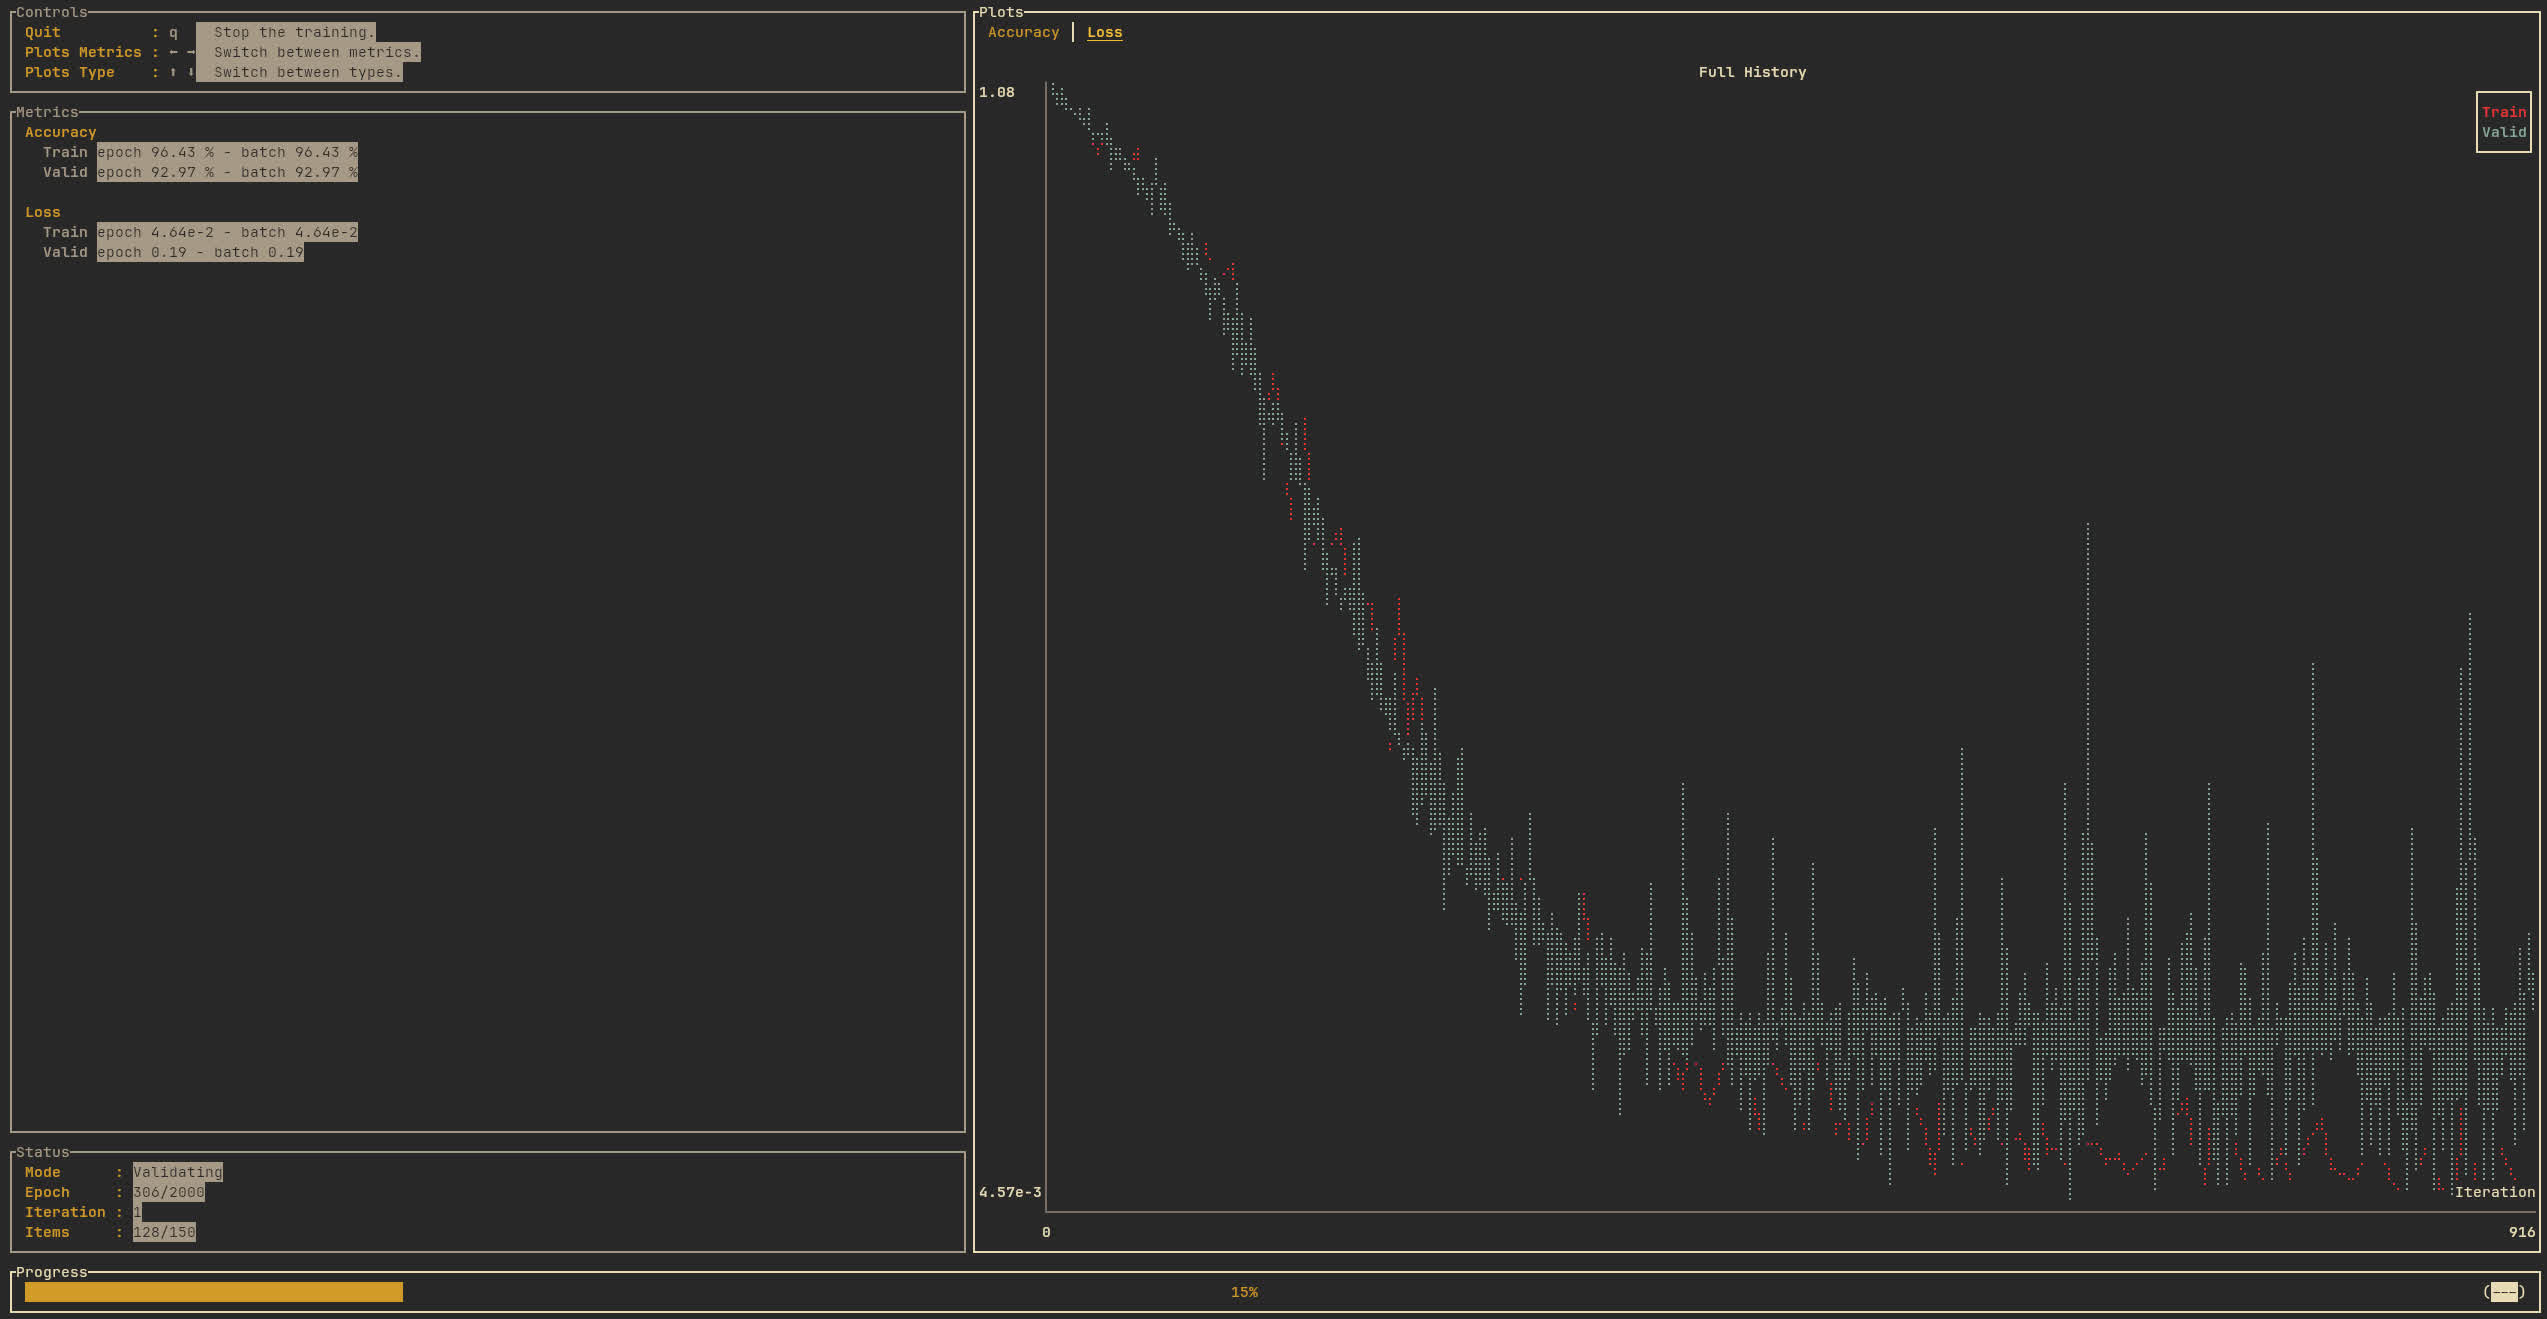 Controls
Quit : q Stop the training.
Plots Metrics : ← → Switch between metrics.
Plots Type : ↑ ↓ Switch between types.
Metrics
Accuracy
Train epoch 96.43 % - batch 96.43 %
Valid epoch 92.97 % - batch 92.97 %
Loss
Train epoch 4.64e-2 - batch 4.64e-2
Valid epoch 0.19 - batch 0.19
Status
Mode : Validating
Epoch : 306/2000
Iteration : 1
Items : 128/150
Plots
Accuracy | Loss
Full History
1.08
Train
Valid
4.57e-3
Iteration
0 916
Progress
15% (---)